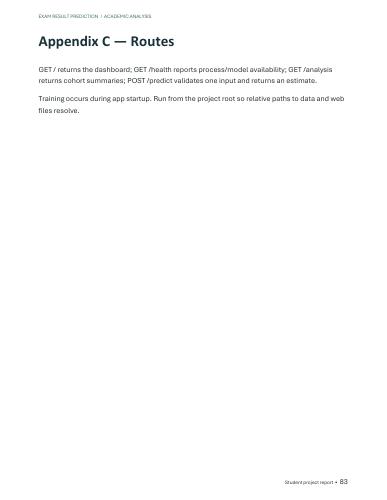 EXAM RESULT PREDICTION / ACADEMIC ANALYSIS
Appendix C — Routes
GET / returns the dashboard; GET /health reports process/model availability; GET /analysis
returns cohort summaries; POST /predict validates one input and returns an estimate.
Training occurs during app startup. Run from the project root so relative paths to data and web
files resolve.
Student project report • 83